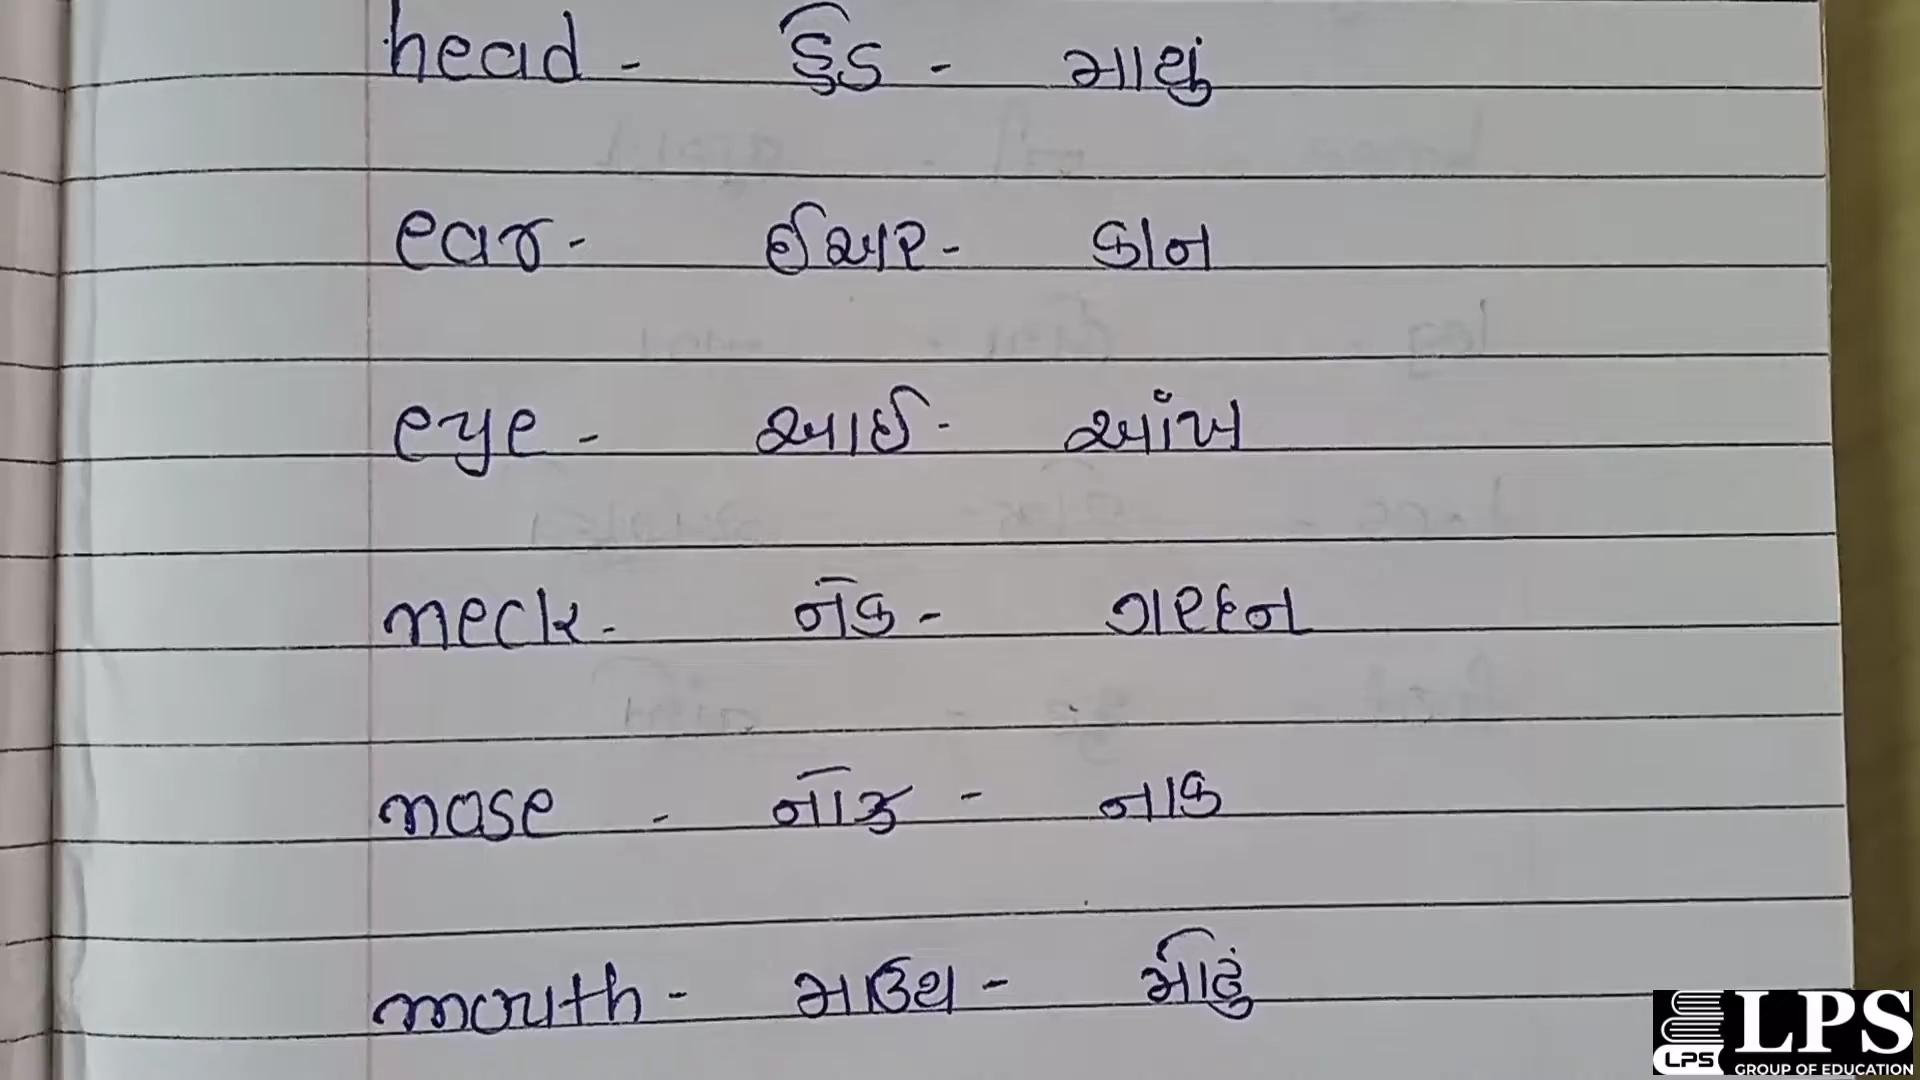 head - હેડ - માથું
ear - ઈઅર - કાન
eye - આઈ - આંખ
neck - નેક - ગરદન
nose - નોઝ - નાક
mouth - માઉથ - મોઢું
LPS
LPS
GROUP OF EDUCATION